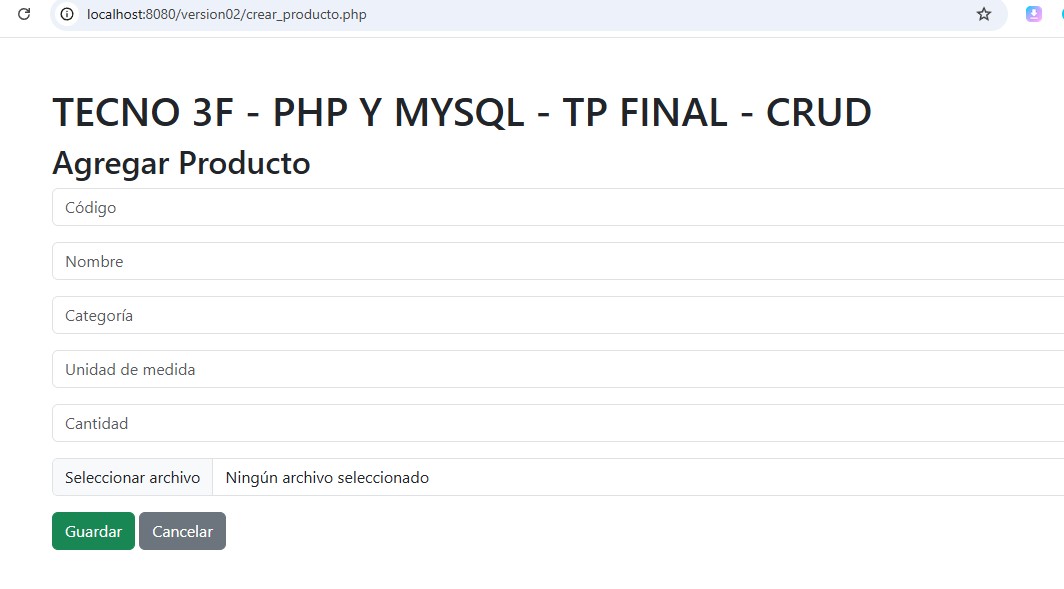 localhost:8080/version02/crear_producto.php
TECNO 3F - PHP Y MYSQL - TP FINAL - CRUD
Agregar Producto
Código
Nombre
Categoría
Unidad de medida
Cantidad
Seleccionar archivo Ningún archivo seleccionado
Guardar Cancelar